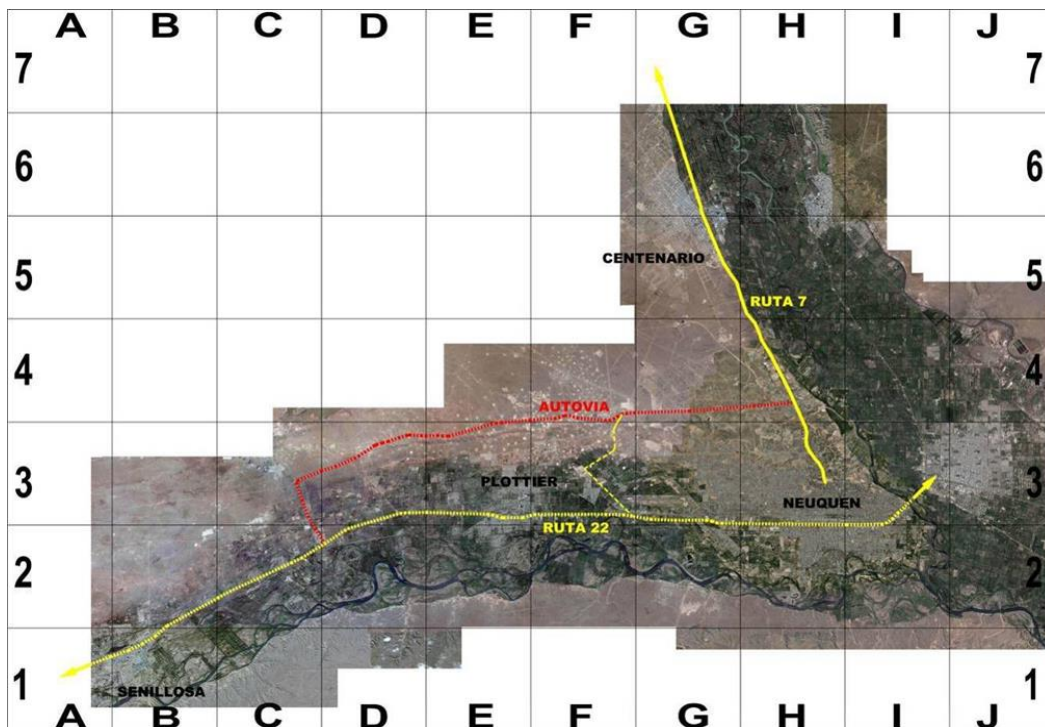 A B C D E F G H I J
7 7
6 6
CENTENARIO
5 5
RUTA 7
4 4
AUTOVIA
3 3
PLOTTIER
NEUQUEN
RUTA 22
2 2
1 1
SENILLOSA
A B C D E F G H I J